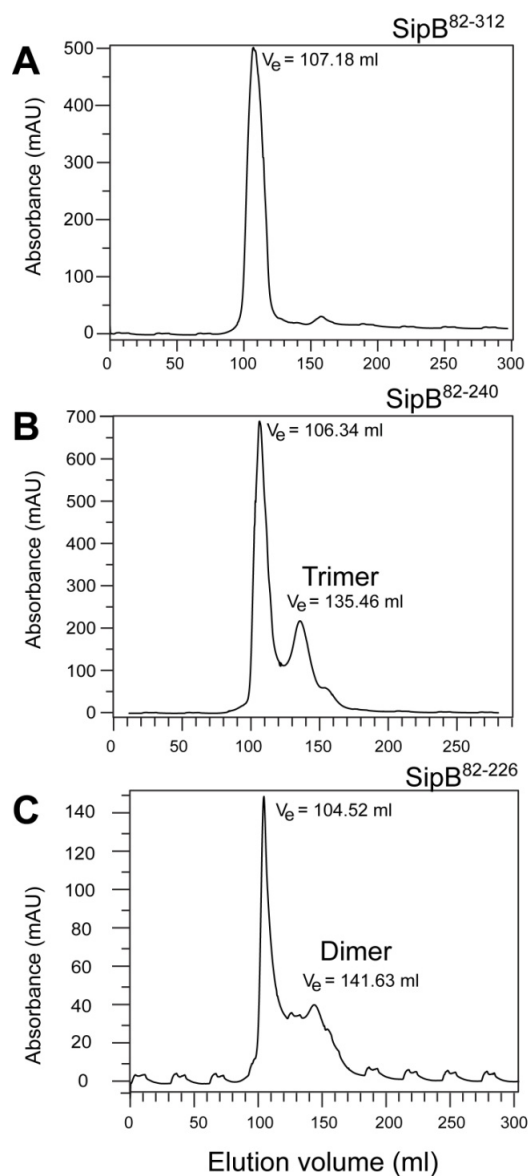 SipB82-312
A
Ve = 107.18 ml
Absorbance (mAU)
500
400
300
200
100
0
0 50 100 150 200 250 300
SipB82-240
B
Ve = 106.34 ml
Trimer
Ve = 135.46 ml
Absorbance (mAU)
700
600
500
400
300
200
100
0
0 50 100 150 200 250
SipB82-226
C
Ve = 104.52 ml
Dimer
Ve = 141.63 ml
Absorbance (mAU)
140
120
100
80
60
40
20
0
0 50 100 150 200 250 300
Elution volume (ml)